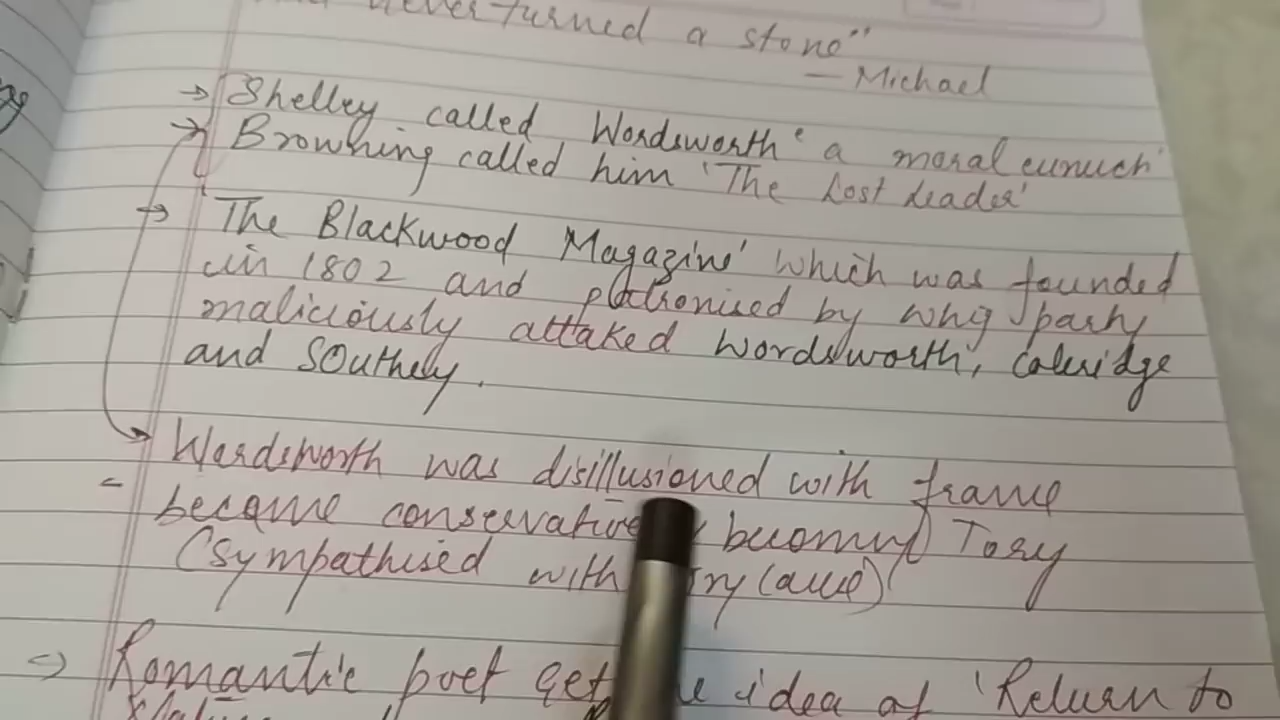 never turned a stone"
— Michael
→ Shelley called Wordsworth 'a moral eunuch'
→ Browning called him 'The Lost Leader'
→ The Blackwood Magazine' which was founded
in 1802 and patronised by whig party
maliciously attaked Wordsworth, Coleridge
and Southely.
Wordsworth was disillusioned with france
- became conservative becoming Tory
(sympathised with cause)
⇒ Romantic poet get idea of 'Return to